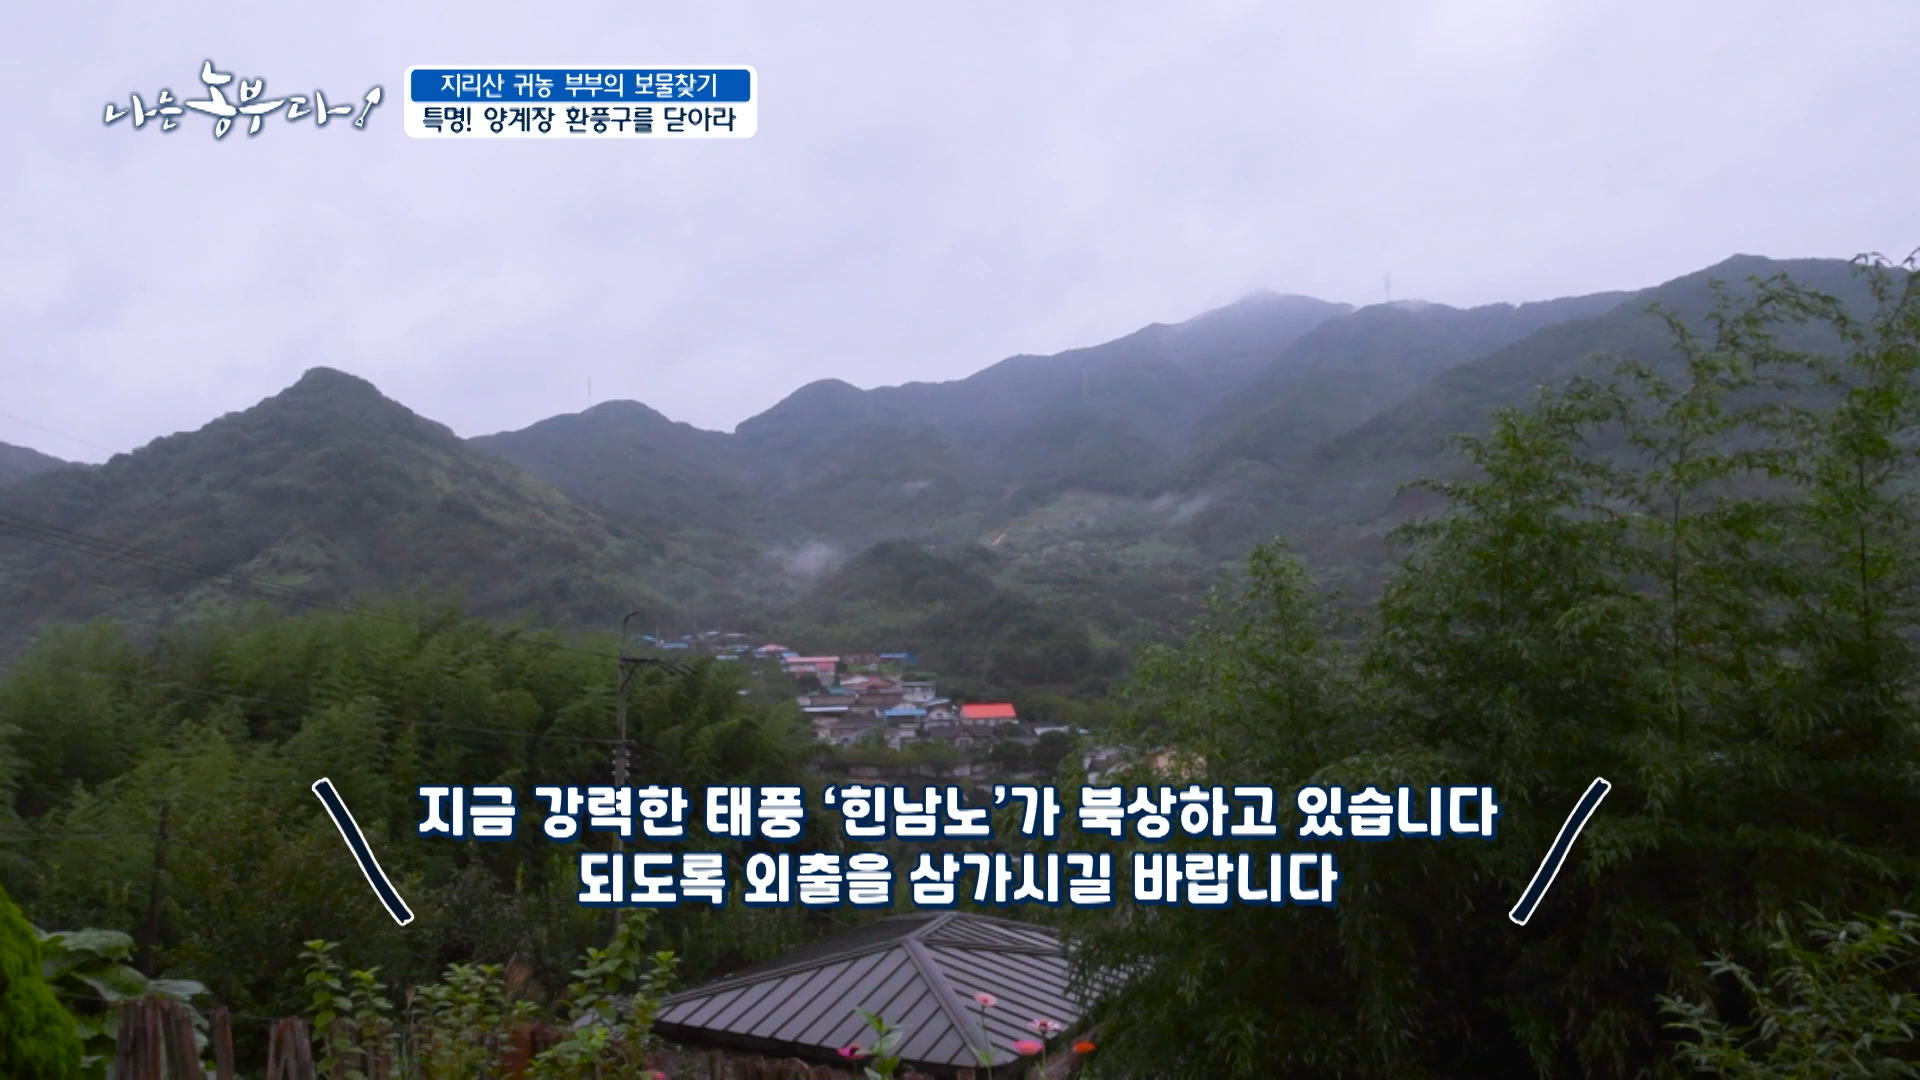 나는 농부다!
지리산 귀농 부부의 보물찾기
특명! 양계장 환풍구를 닫아라
지금 강력한 태풍 ‘힌남노’가 북상하고 있습니다
되도록 외출을 삼가시길 바랍니다